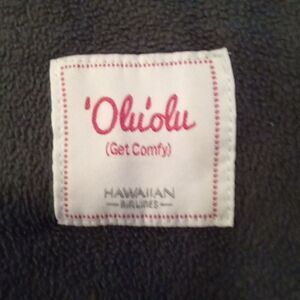 'Olu'olu
(Get Comfy)
HAWAIIAN
AIRLINES